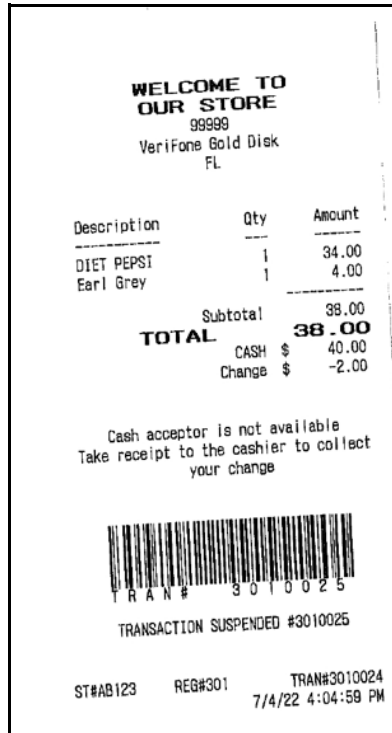 WELCOME TO
OUR STORE
99999
VeriFone Gold Disk
FL
Description Qty Amount
----------- --- ------
DIET PEPSI 1 34.00
Earl Grey 1 4.00
----------
Subtotal 38.00
TOTAL 38.00
CASH $ 40.00
Change $ -2.00
Cash acceptor is not available
Take receipt to the cashier to collect
your change
TRAN# 3010025
TRANSACTION SUSPENDED #3010025
ST#AB123 REG#301 TRAN#3010024
7/4/22 4:04:59 PM